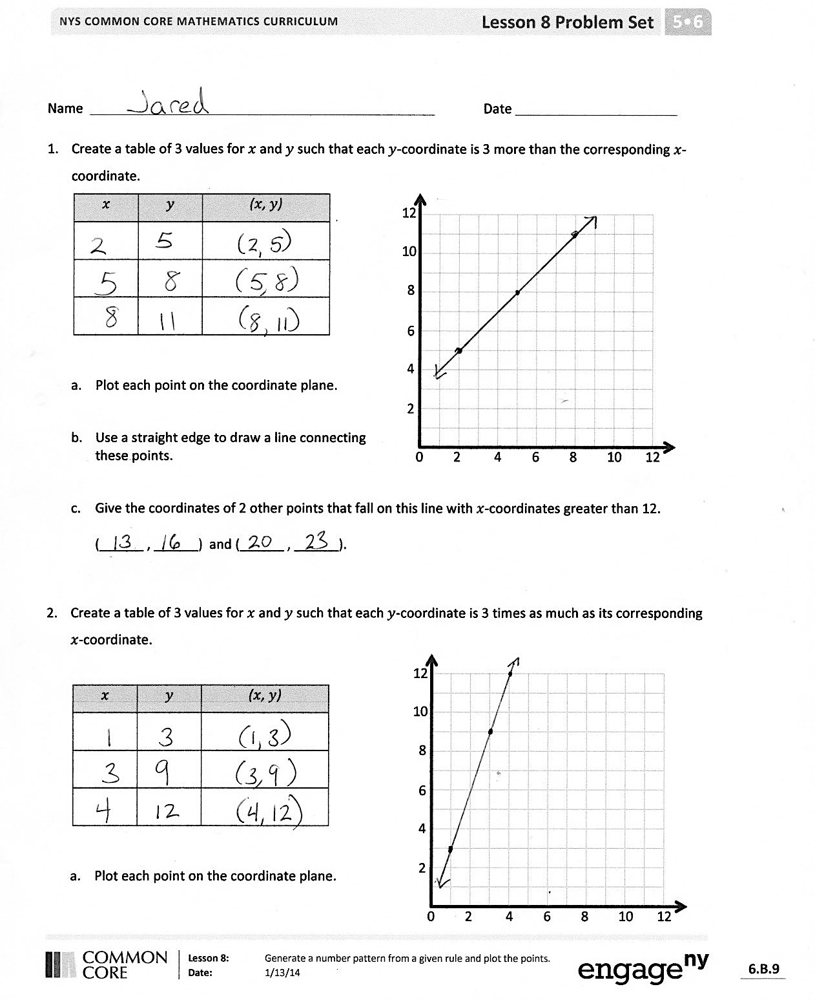 NYS COMMON CORE MATHEMATICS CURRICULUM
Lesson 8 Problem Set 5•6
Name Jared
Date
1. Create a table of 3 values for x and y such that each y-coordinate is 3 more than the corresponding x-
coordinate.
x y (x, y)
2 5 (2, 5)
5 8 (5, 8)
8 11 (8, 11)
12
10
8
6
4
2
0 2 4 6 8 10 12
a. Plot each point on the coordinate plane.
b. Use a straight edge to draw a line connecting
these points.
c. Give the coordinates of 2 other points that fall on this line with x-coordinates greater than 12.
(13, 16) and (20, 23).
2. Create a table of 3 values for x and y such that each y-coordinate is 3 times as much as its corresponding
x-coordinate.
x y (x, y)
1 3 (1, 3)
3 9 (3, 9)
4 12 (4, 12)
12
10
8
6
4
2
0 2 4 6 8 10 12
a. Plot each point on the coordinate plane.
COMMON
CORE
Lesson 8: Generate a number pattern from a given rule and plot the points.
Date: 1/13/14
engage ny
6.B.9